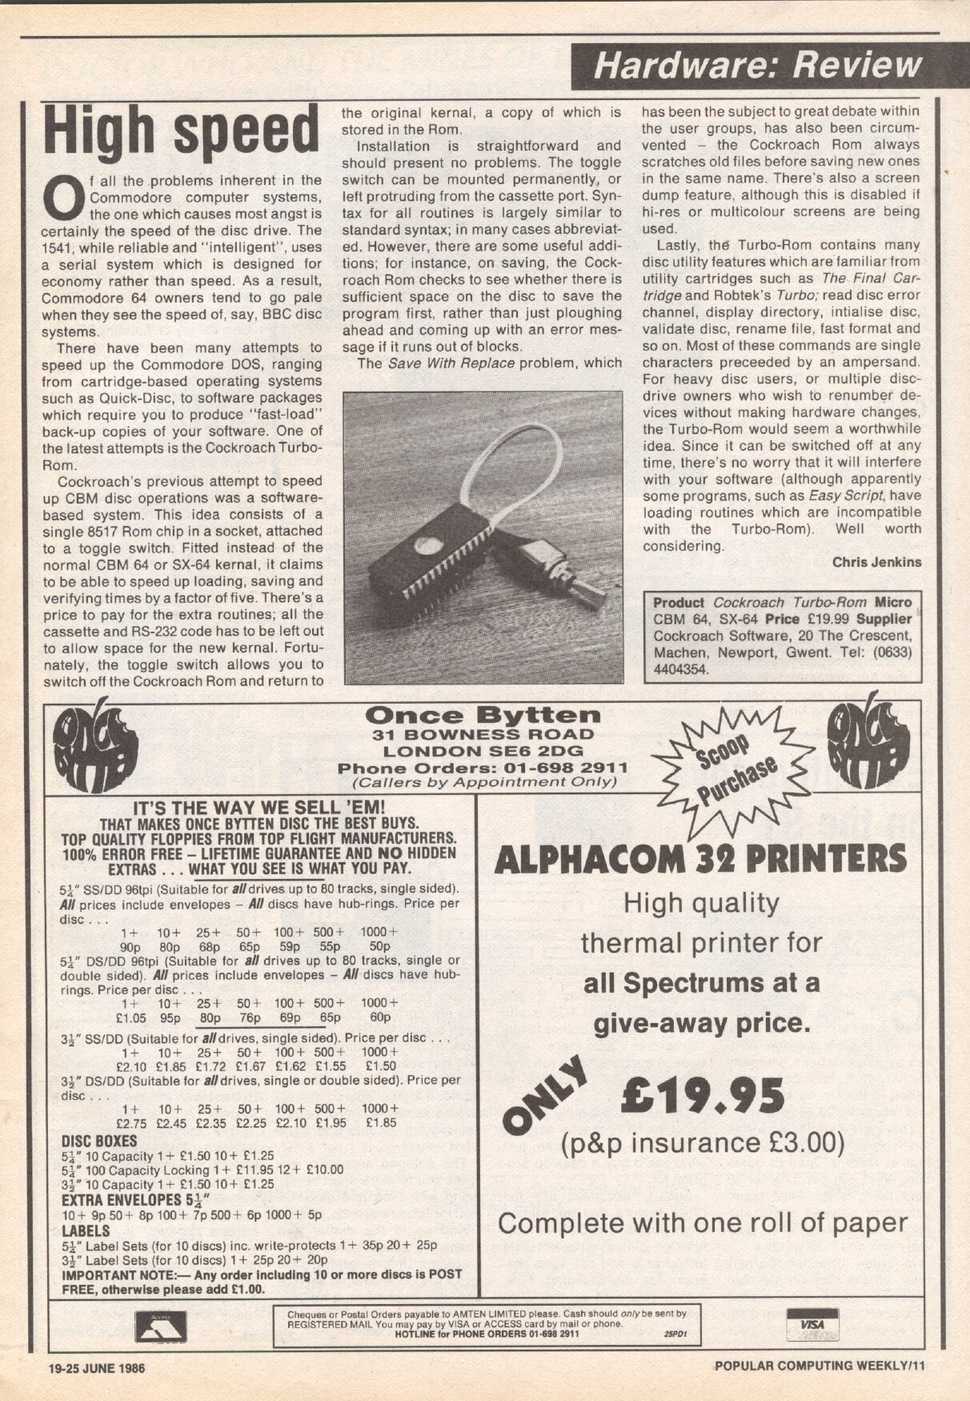 Hardware: Review
High speed
Of all the problems inherent in the
Commodore computer systems,
the one which causes most angst is
certainly the speed of the disc drive. The
1541, while reliable and "intelligent", uses
a serial system which is designed for
economy rather than speed. As a result,
Commodore 64 owners tend to go pale
when they see the speed of, say, BBC disc
systems.
There have been many attempts to
speed up the Commodore DOS, ranging
from cartridge-based operating systems
such as Quick-Disc, to software packages
which require you to produce "fast-load"
back-up copies of your software. One of
the latest attempts is the Cockroach Turbo-
Rom.
Cockroach's previous attempt to speed
up CBM disc operations was a software-
based system. This idea consists of a
single 8517 Rom chip in a socket, attached
to a toggle switch. Fitted instead of the
normal CBM 64 or SX-64 kernal, it claims
to be able to speed up loading, saving and
verifying times by a factor of five. There's a
price to pay for the extra routines; all the
cassette and RS-232 code has to be left out
to allow space for the new kernal. Fortu-
nately, the toggle switch allows you to
switch off the Cockroach Rom and return to
the original kernal, a copy of which is
stored in the Rom.
Installation is straightforward and
should present no problems. The toggle
switch can be mounted permanently, or
left protruding from the cassette port. Syn-
tax for all routines is largely similar to
standard syntax; in many cases abbreviat-
ed. However, there are some useful addi-
tions; for instance, on saving, the Cock-
roach Rom checks to see whether there is
sufficient space on the disc to save the
program first, rather than just ploughing
ahead and coming up with an error mes-
sage if it runs out of blocks.
The Save With Replace problem, which
has been the subject to great debate within
the user groups, has also been circum-
vented – the Cockroach Rom always
scratches old files before saving new ones
in the same name. There's also a screen
dump feature, although this is disabled if
hi-res or multicolour screens are being
used.
Lastly, the Turbo-Rom contains many
disc utility features which are familiar from
utility cartridges such as The Final Car-
tridge and Robtek's Turbo; read disc error
channel, display directory, intialise disc,
validate disc, rename file, fast format and
so on. Most of these commands are single
characters preceeded by an ampersand.
For heavy disc users, or multiple disc-
drive owners who wish to renumber de-
vices without making hardware changes,
the Turbo-Rom would seem a worthwhile
idea. Since it can be switched off at any
time, there's no worry that it will interfere
with your software (although apparently
some programs, such as Easy Script, have
loading routines which are incompatible
with the Turbo-Rom). Well worth
considering.
Chris Jenkins
Product Cockroach Turbo-Rom Micro
CBM 64, SX-64 Price £19.99 Supplier
Cockroach Software, 20 The Crescent,
Machen, Newport, Gwent. Tel: (0633)
4404354.
ONCE BYTTEN
Once Bytten
31 BOWNESS ROAD
LONDON SE6 2DG
Phone Orders: 01-698 2911
(Callers by Appointment Only)
Scoop
Purchase
ONCE BYTTEN
IT'S THE WAY WE SELL 'EM!
THAT MAKES ONCE BYTTEN DISC THE BEST BUYS.
TOP QUALITY FLOPPIES FROM TOP FLIGHT MANUFACTURERS.
100% ERROR FREE – LIFETIME GUARANTEE AND NO HIDDEN
EXTRAS . . . WHAT YOU SEE IS WHAT YOU PAY.
5¼" SS/DD 96tpi (Suitable for all drives up to 80 tracks, single sided).
All prices include envelopes – All discs have hub-rings. Price per
disc . . .
1+ 10+ 25+ 50+ 100+ 500+ 1000+
90p 80p 68p 65p 59p 55p 50p
5¼" DS/DD 96tpi (Suitable for all drives up to 80 tracks, single or
double sided). All prices include envelopes – All discs have hub-
rings. Price per disc . . .
1+ 10+ 25+ 50+ 100+ 500+ 1000+
£1.05 95p 80p 76p 69p 65p 60p
3½" SS/DD (Suitable for all drives, single sided). Price per disc . . .
1+ 10+ 25+ 50+ 100+ 500+ 1000+
£2.10 £1.85 £1.72 £1.67 £1.62 £1.55 £1.50
3½" DS/DD (Suitable for all drives, single or double sided). Price per
disc . . .
1+ 10+ 25+ 50+ 100+ 500+ 1000+
£2.75 £2.45 £2.35 £2.25 £2.10 £1.95 £1.85
DISC BOXES
5¼" 10 Capacity 1+ £1.50 10+ £1.25
5¼" 100 Capacity Locking 1+ £11.95 12+ £10.00
3½" 10 Capacity 1+ £1.50 10+ £1.25
EXTRA ENVELOPES 5¼"
10+ 9p 50+ 8p 100+ 7p 500+ 6p 1000+ 5p
LABELS
5¼" Label Sets (for 10 discs) inc. write-protects 1+ 35p 20+ 25p
3½" Label Sets (for 10 discs) 1+ 25p 20+ 20p
IMPORTANT NOTE:— Any order including 10 or more discs is POST
FREE, otherwise please add £1.00.
ALPHACOM 32 PRINTERS
High quality
thermal printer for
all Spectrums at a
give-away price.
ONLY £19.95
(p&p insurance £3.00)
Complete with one roll of paper
Cheques or Postal Orders payable to AMTEN LIMITED please. Cash should only be sent by
REGISTERED MAIL You may pay by VISA or ACCESS card by mail or phone.
HOTLINE for PHONE ORDERS 01-698 2911 25PD1
VISA
19-25 JUNE 1986
POPULAR COMPUTING WEEKLY/11